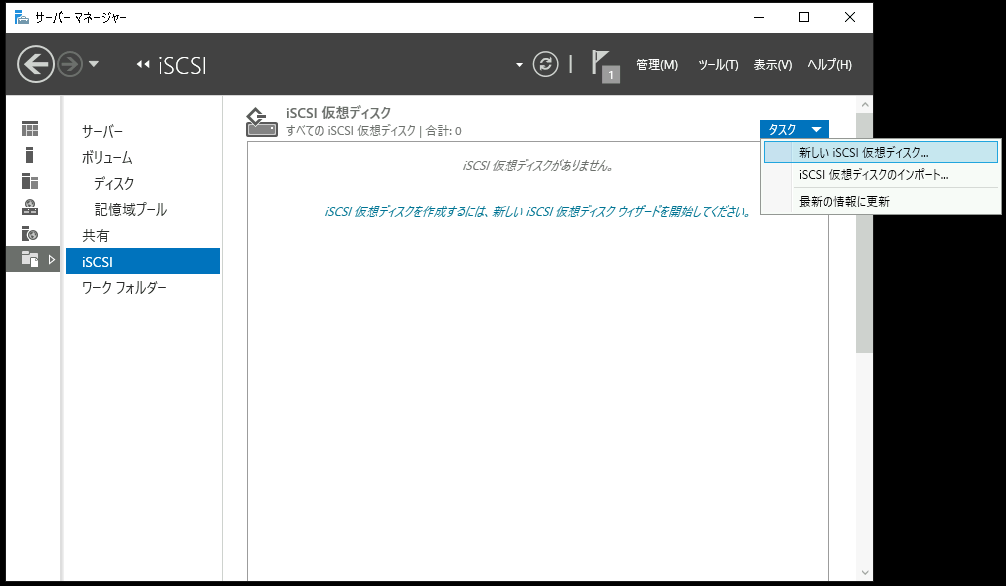 サーバー マネージャー
iSCSI
1
管理(M) ツール(T) 表示(V) ヘルプ(H)
サーバー
ボリューム
ディスク
記憶域プール
共有
iSCSI
ワーク フォルダー
iSCSI 仮想ディスク
すべての iSCSI 仮想ディスク | 合計: 0
タスク
新しい iSCSI 仮想ディスク...
iSCSI 仮想ディスクのインポート...
最新の情報に更新
iSCSI 仮想ディスクがありません。
iSCSI 仮想ディスクを作成するには、新しい iSCSI 仮想ディスク ウィザードを開始してください。